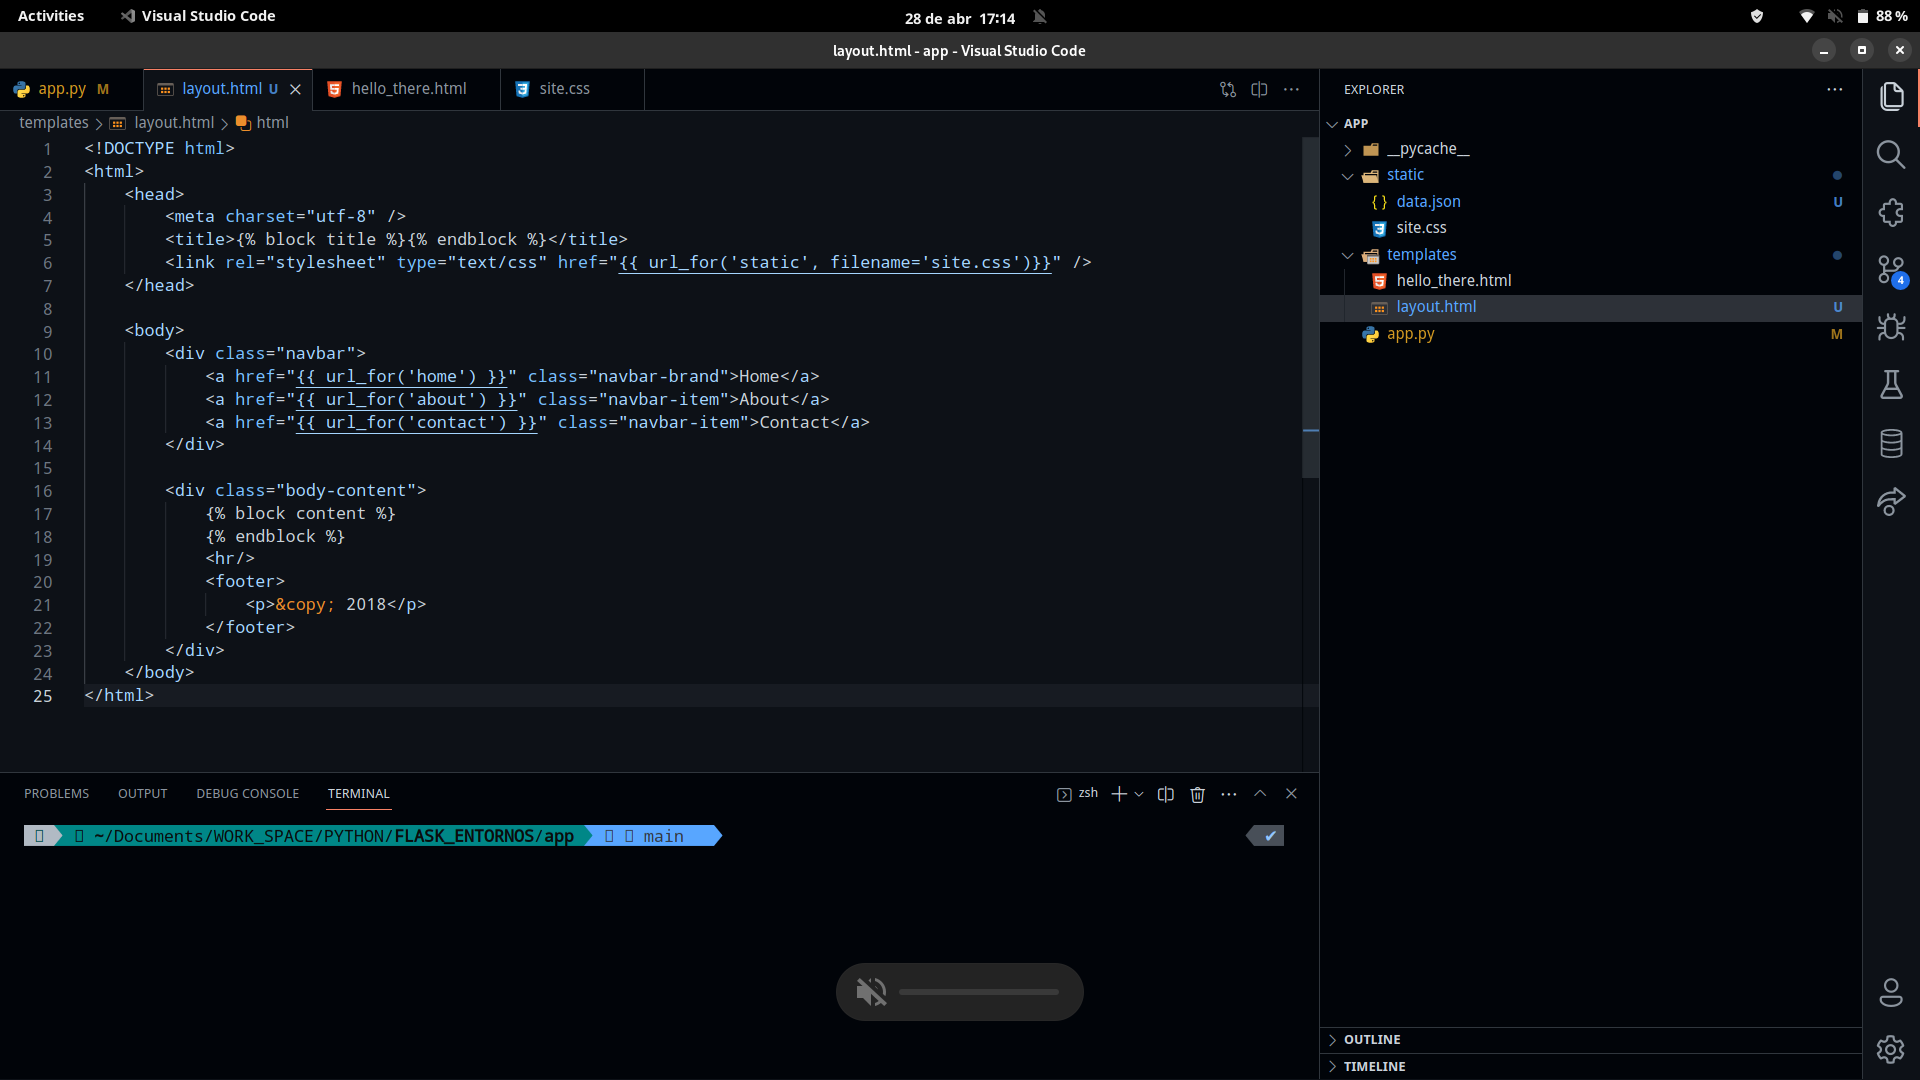 Activities
Visual Studio Code
28 de abr 17:14
88 %
layout.html - app - Visual Studio Code
app.py M
layout.html U
hello_there.html
site.css
templates > layout.html > html
1 <!DOCTYPE html>
2 <html>
3     <head>
4         <meta charset="utf-8" />
5         <title>{% block title %}{% endblock %}</title>
6         <link rel="stylesheet" type="text/css" href="{{ url_for('static', filename='site.css')}}" />
7     </head>
8
9     <body>
10         <div class="navbar">
11             <a href="{{ url_for('home') }}" class="navbar-brand">Home</a>
12             <a href="{{ url_for('about') }}" class="navbar-item">About</a>
13             <a href="{{ url_for('contact') }}" class="navbar-item">Contact</a>
14         </div>
15
16         <div class="body-content">
17             {% block content %}
18             {% endblock %}
19             <hr/>
20             <footer>
21                 <p>&copy; 2018</p>
22             </footer>
23         </div>
24     </body>
25 </html>
PROBLEMS OUTPUT DEBUG CONSOLE TERMINAL
zsh
~/Documents/WORK_SPACE/PYTHON/FLASK_ENTORNOS/app main
EXPLORER
APP
__pycache__
static
{ } data.json U
site.css
templates
hello_there.html
layout.html U
app.py M
4
OUTLINE
TIMELINE